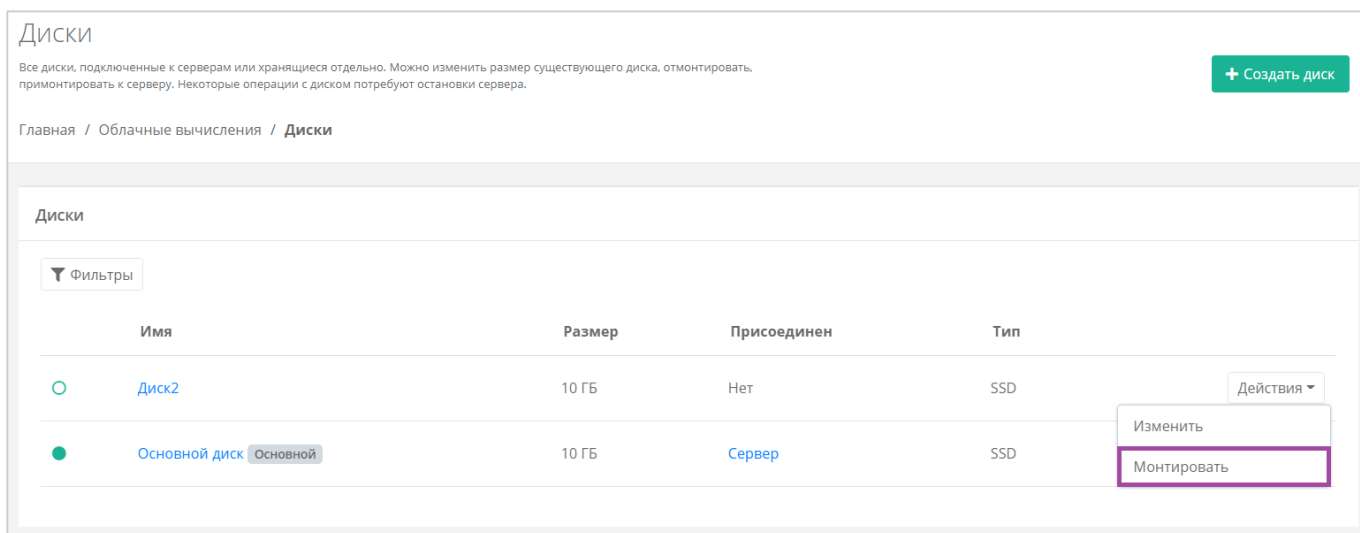 Диски
Все диски, подключенные к серверам или хранящиеся отдельно. Можно изменить размер существующего диска, отмонтировать,
примонтировать к серверу. Некоторые операции с диском потребуют остановки сервера.
+ Создать диск
Главная / Облачные вычисления / Диски
Диски
Фильтры
Имя Размер Присоединен Тип
Диск2 10 ГБ Нет SSD Действия
Изменить
Основной диск Основной 10 ГБ Сервер SSD
Монтировать